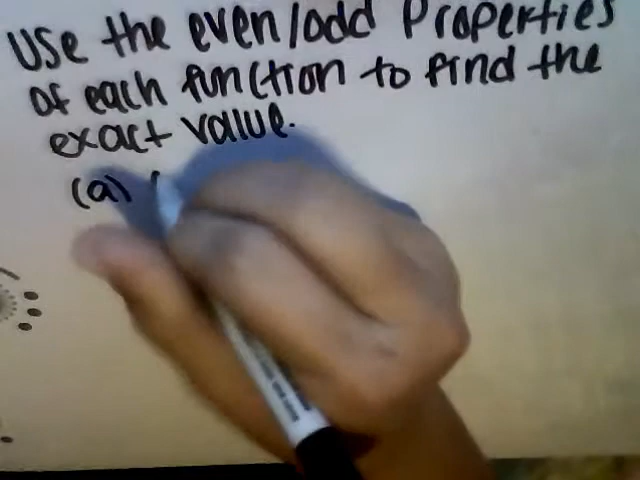 Use the even/odd Properties
of each function to find the
exact value.
(a)